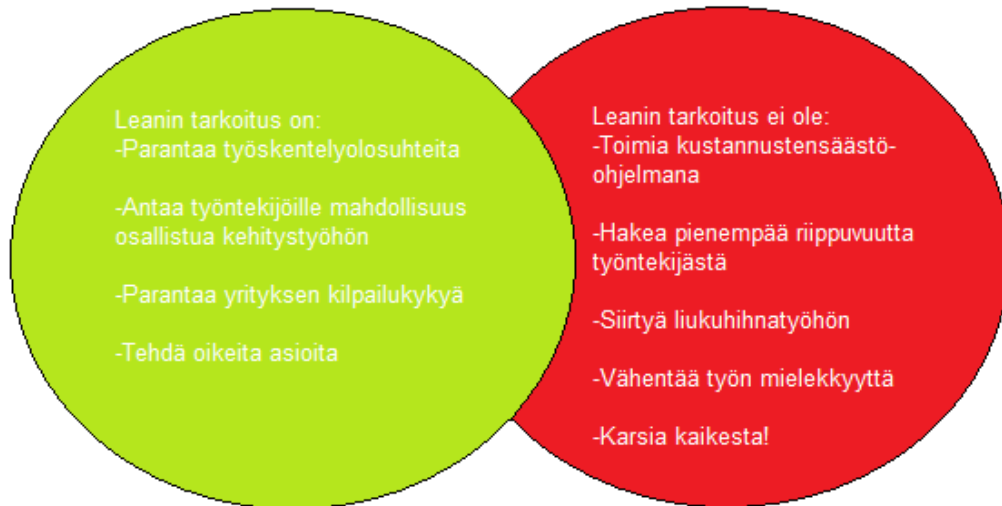 Leanin tarkoitus on:
-Parantaa työskentelyolosuhteita
-Antaa työntekijöille mahdollisuus
osallistua kehitystyöhön
-Parantaa yrityksen kilpailukykyä
-Tehdä oikeita asioita
Leanin tarkoitus ei ole:
-Toimia kustannustensäästö-
ohjelmana
-Hakea pienempää riippuvuutta
työntekijästä
-Siirtyä liukuhihnatyöhön
-Vähentää työn mielekkyyttä
-Karsia kaikesta!